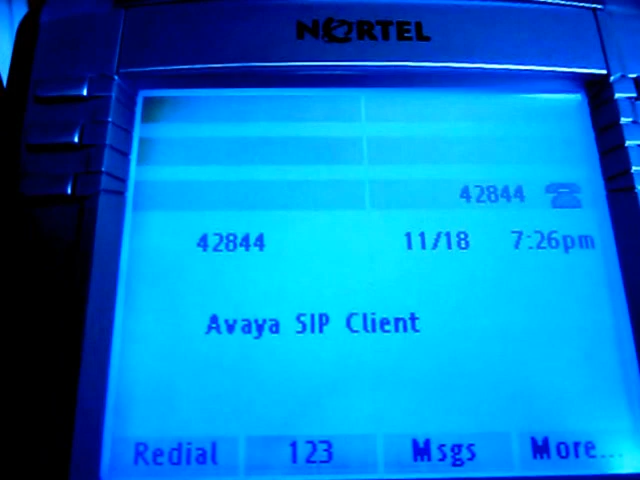 NORTEL
42844
42844 11/18 7:26pm
Avaya SIP Client
Redial 123 Msgs More...